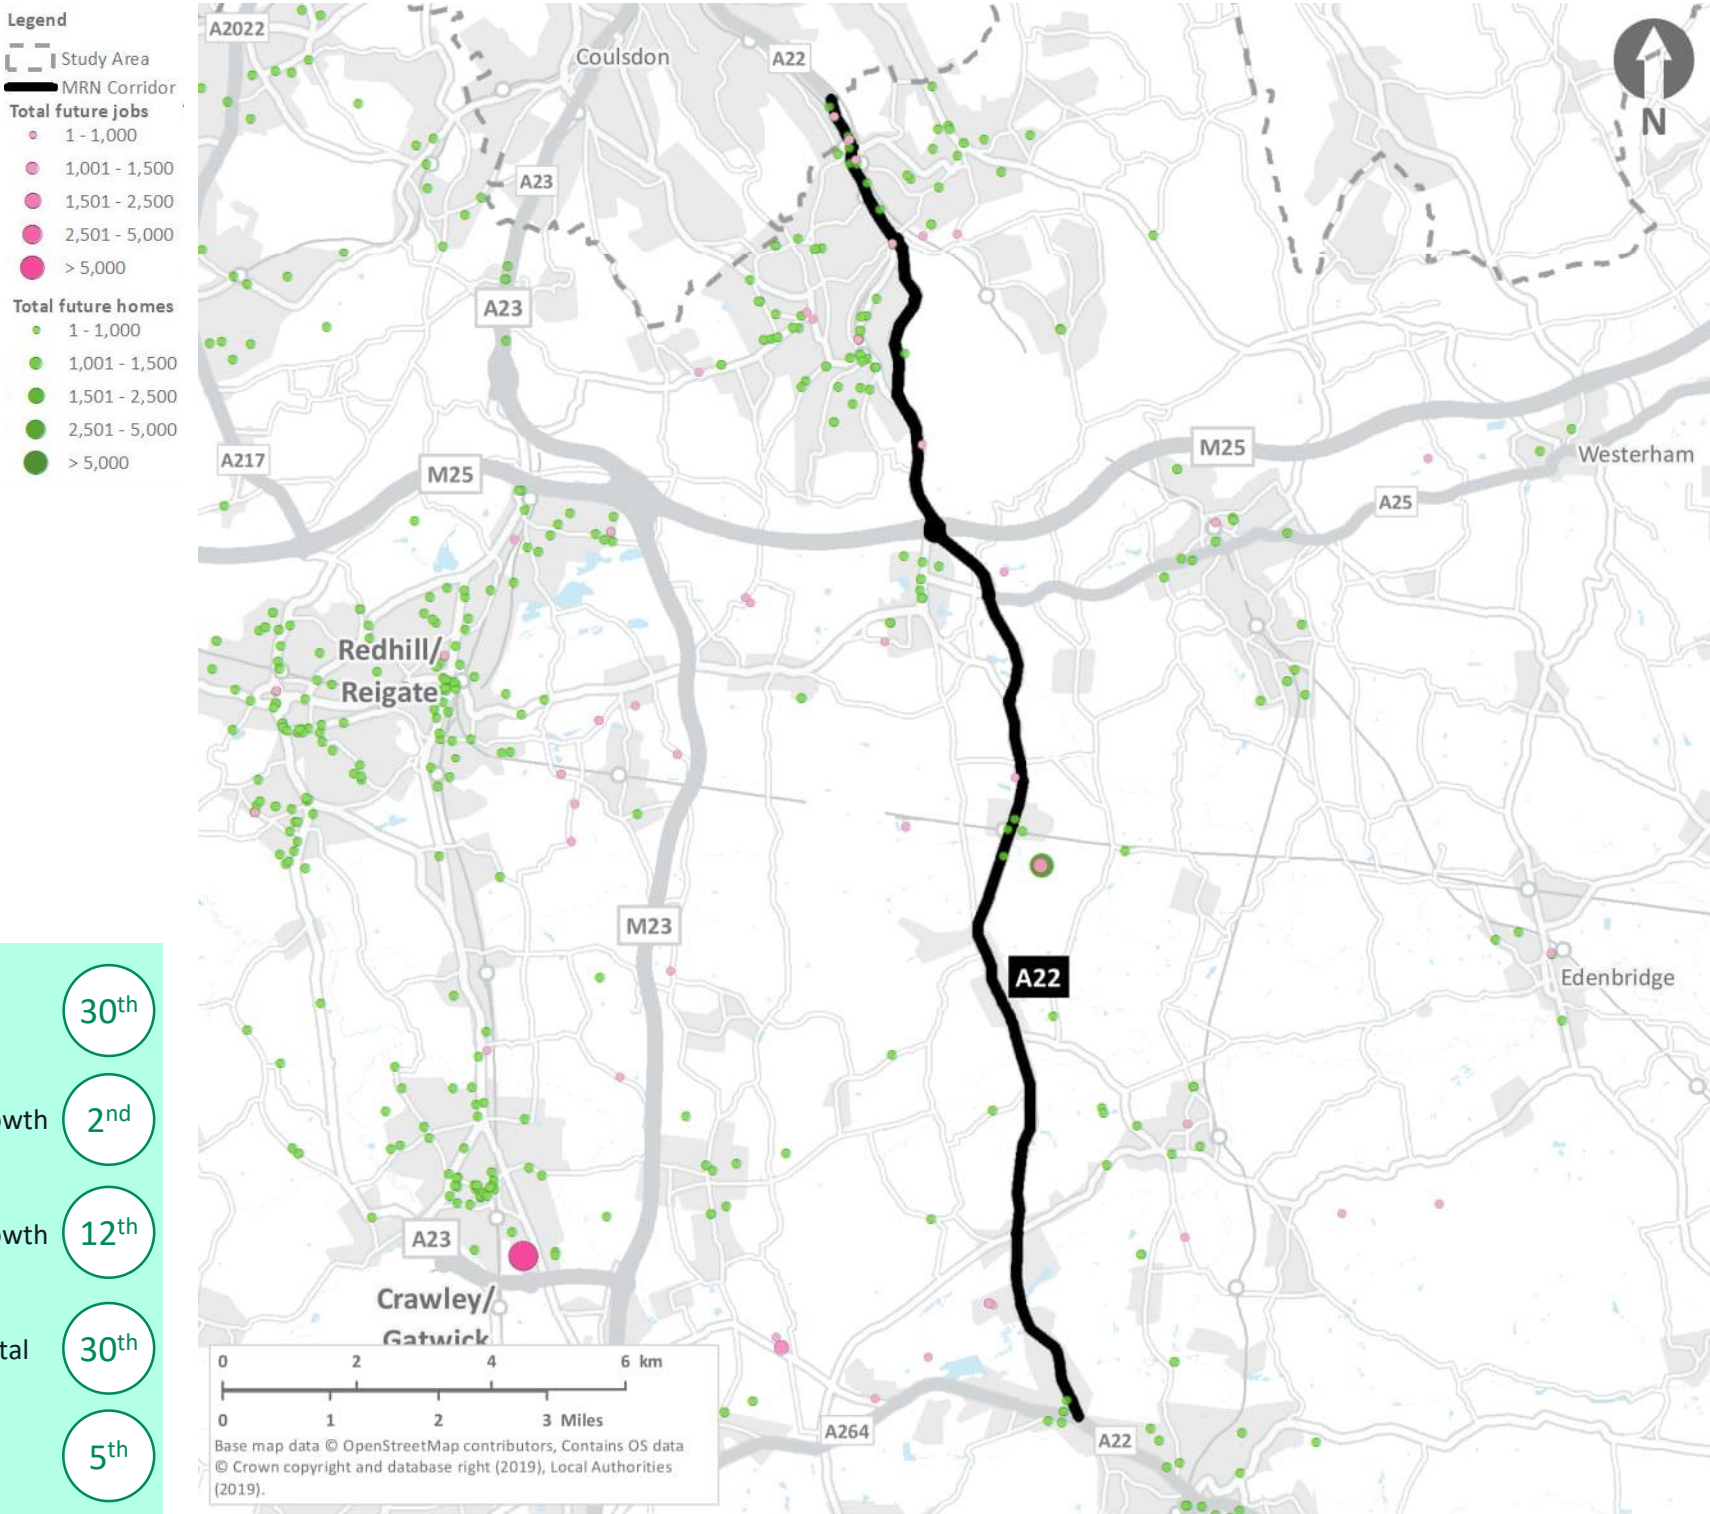 Legend
Study Area
MRN Corridor
Total future jobs
1 - 1,000
1,001 - 1,500
1,501 - 2,500
2,501 - 5,000
> 5,000
Total future homes
1 - 1,000
1,001 - 1,500
1,501 - 2,500
2,501 - 5,000
> 5,000
A2022
Coulsdon
A22
N
A23
A23
A217
M25
M25
Westerham
A25
Redhill/
Reigate
M23
A22
Edenbridge
A23
Crawley/
Gatwick
A264
A22
0 2 4 6 km
0 1 2 3 Miles
Base map data © OpenStreetMap contributors, Contains OS data
© Crown copyright and database right (2019), Local Authorities
(2019).
30th
2nd
12th
30th
5th